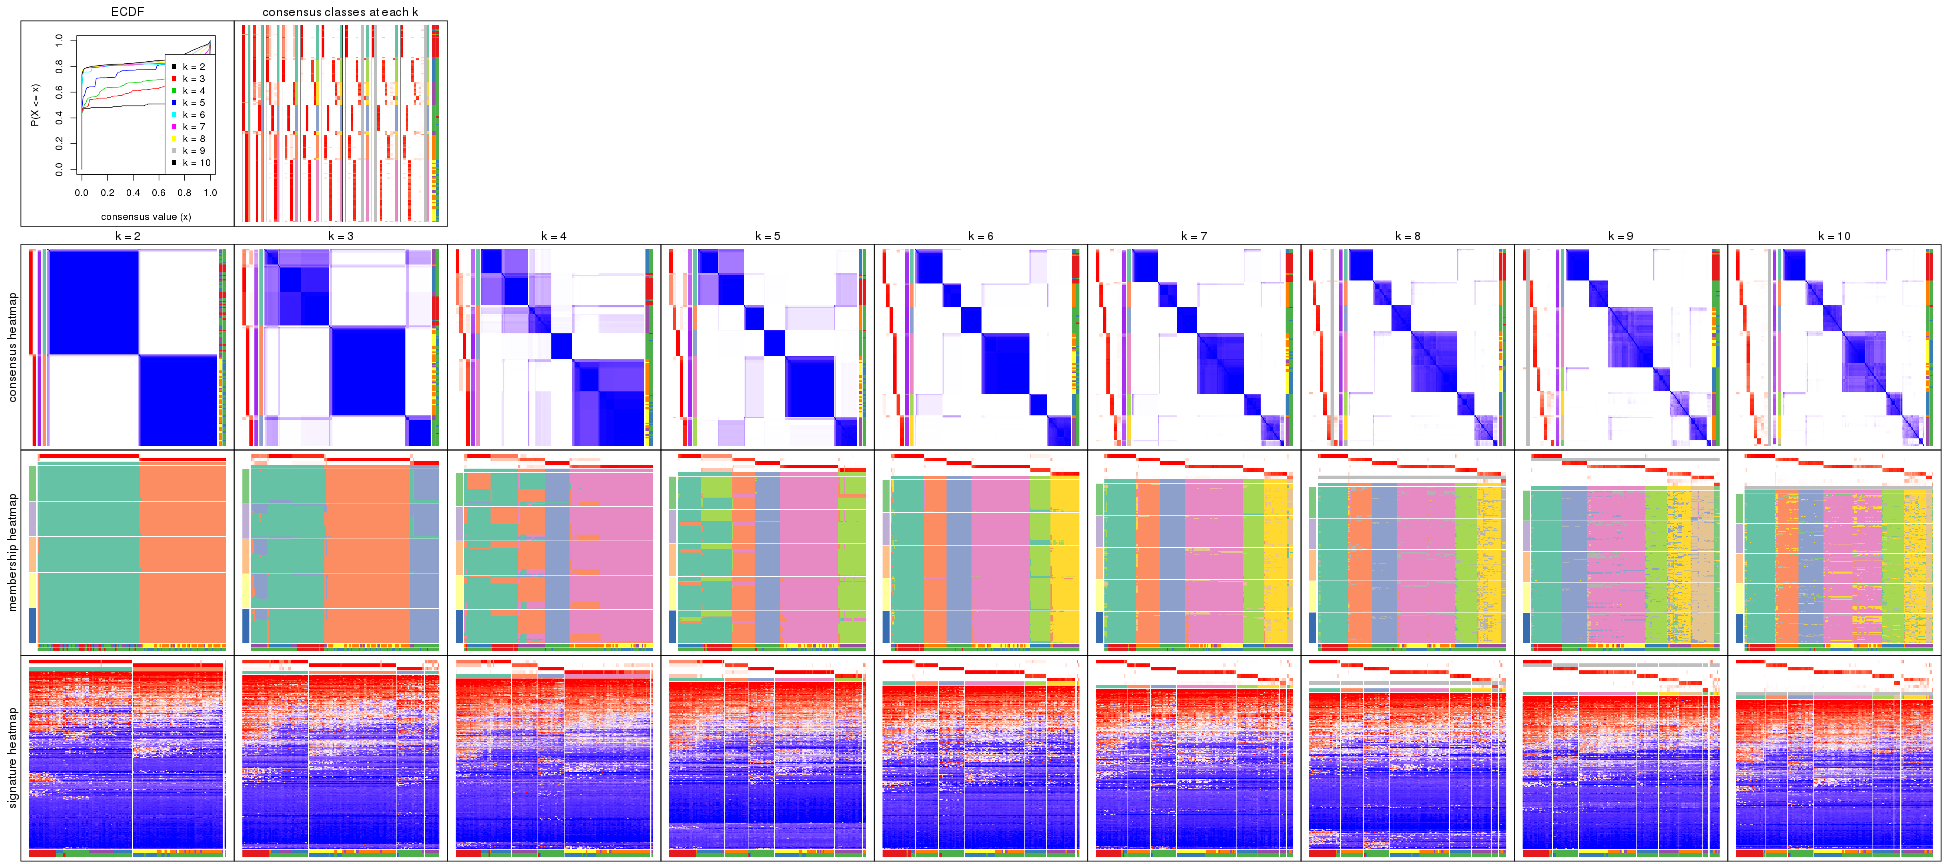 ECDF
consensus classes at each k
P(X <= x)
0.0 0.2 0.4 0.6 0.8 1.0
k = 2
k = 3
k = 4
k = 5
k = 6
k = 7
k = 8
k = 9
k = 10
0.0 0.2 0.4 0.6 0.8 1.0
consensus value (x)
k = 2 k = 3 k = 4 k = 5 k = 6 k = 7 k = 8 k = 9 k = 10
consensus heatmap
membership heatmap
signature heatmap